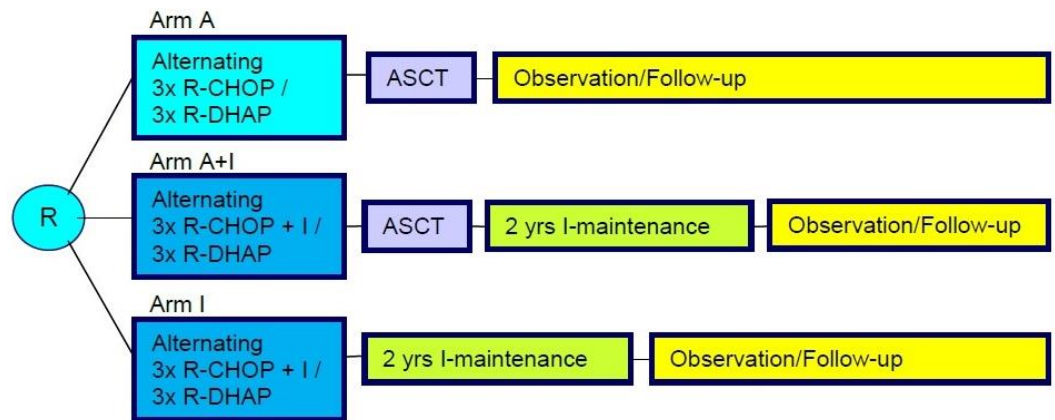 Arm A
Alternating
3x R-CHOP /
3x R-DHAP
ASCT
Observation/Follow-up
R
Arm A+I
Alternating
3x R-CHOP + I /
3x R-DHAP
ASCT
2 yrs I-maintenance
Observation/Follow-up
Arm I
Alternating
3x R-CHOP + I /
3x R-DHAP
2 yrs I-maintenance
Observation/Follow-up